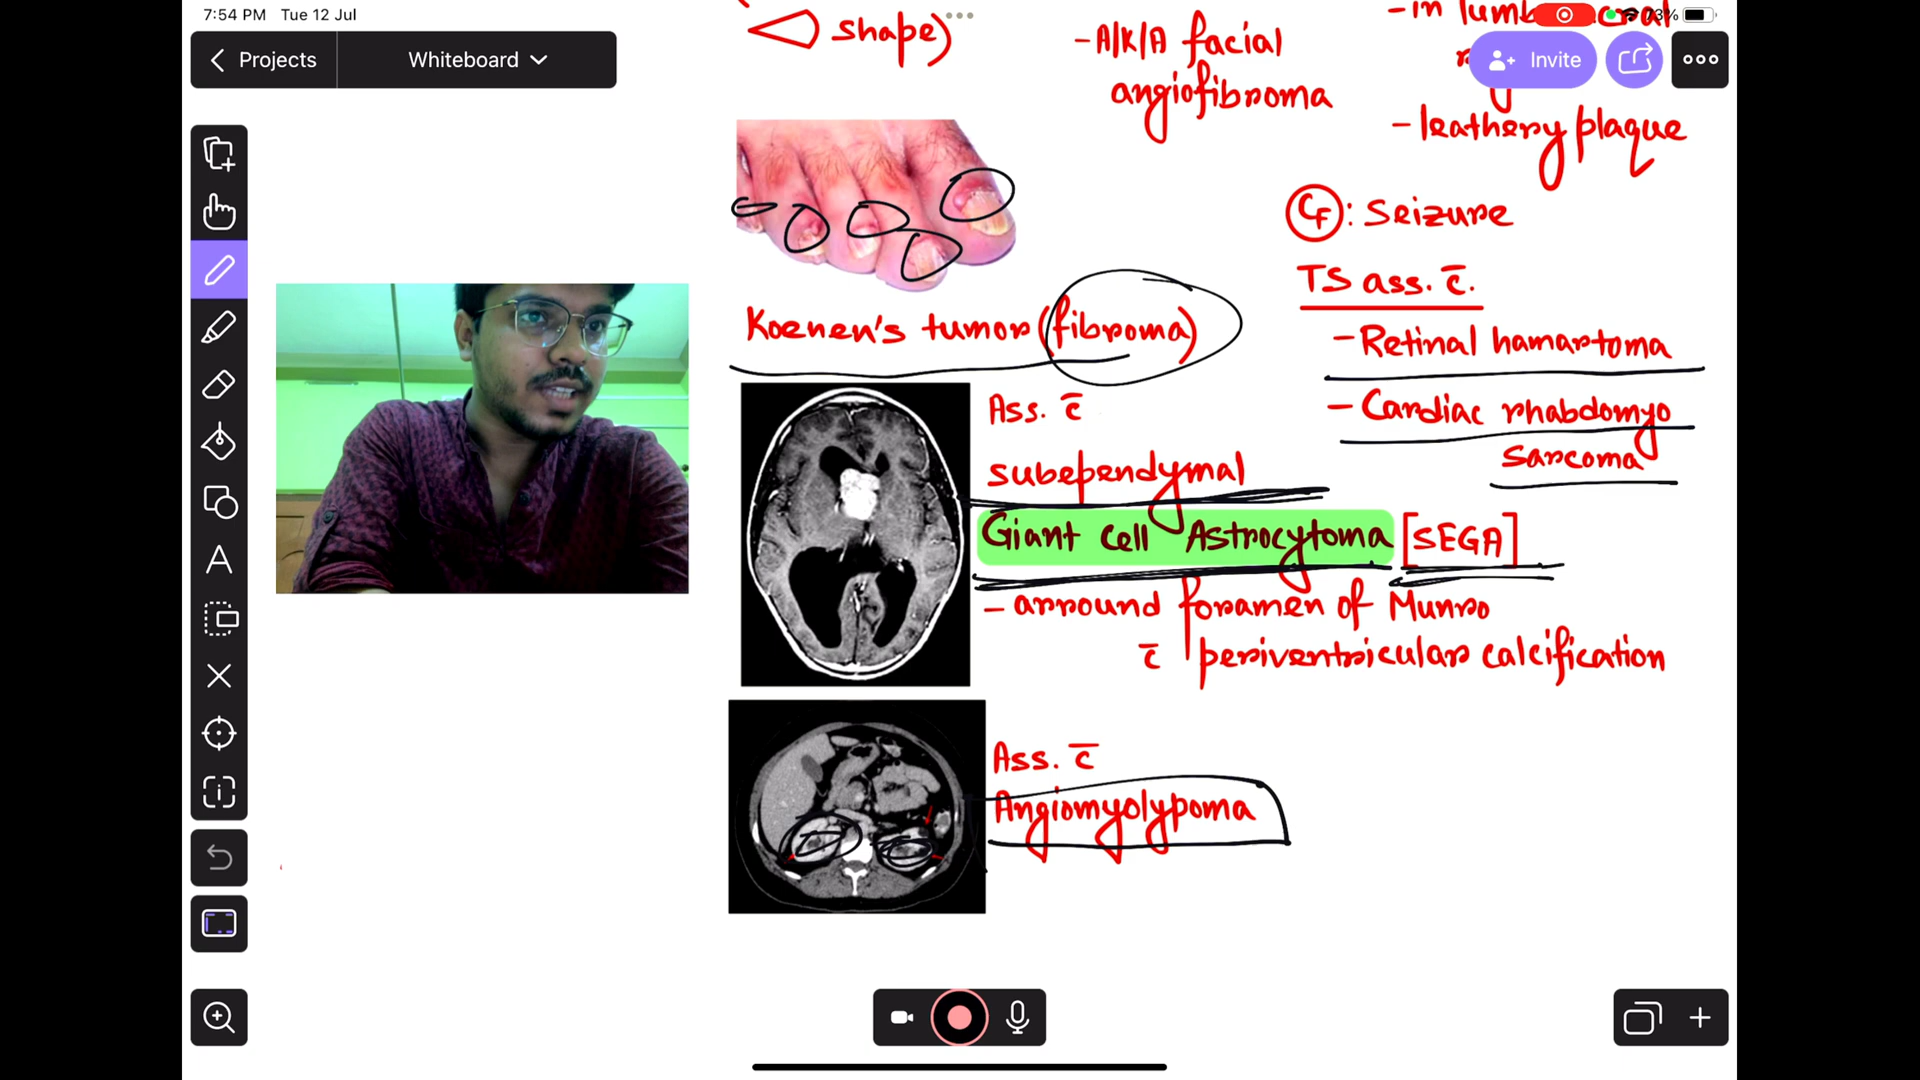 7:54 PM Tue 12 Jul
73%
Projects
Whiteboard
Invite
shape)
- A/K/A facial
angiofibroma
- leathery plaque
CF : Seizure
TS ass. c̄.
- Retinal hamartoma
- Cardiac rhabdomyo
sarcoma
Koenen's tumor (fibroma)
Ass. c̄
subependymal
Giant cell Astrocytoma [SEGA]
- arround foramen of Munro
c̄ periventricular calcification
Ass. c̄
Angiomyolypoma
A